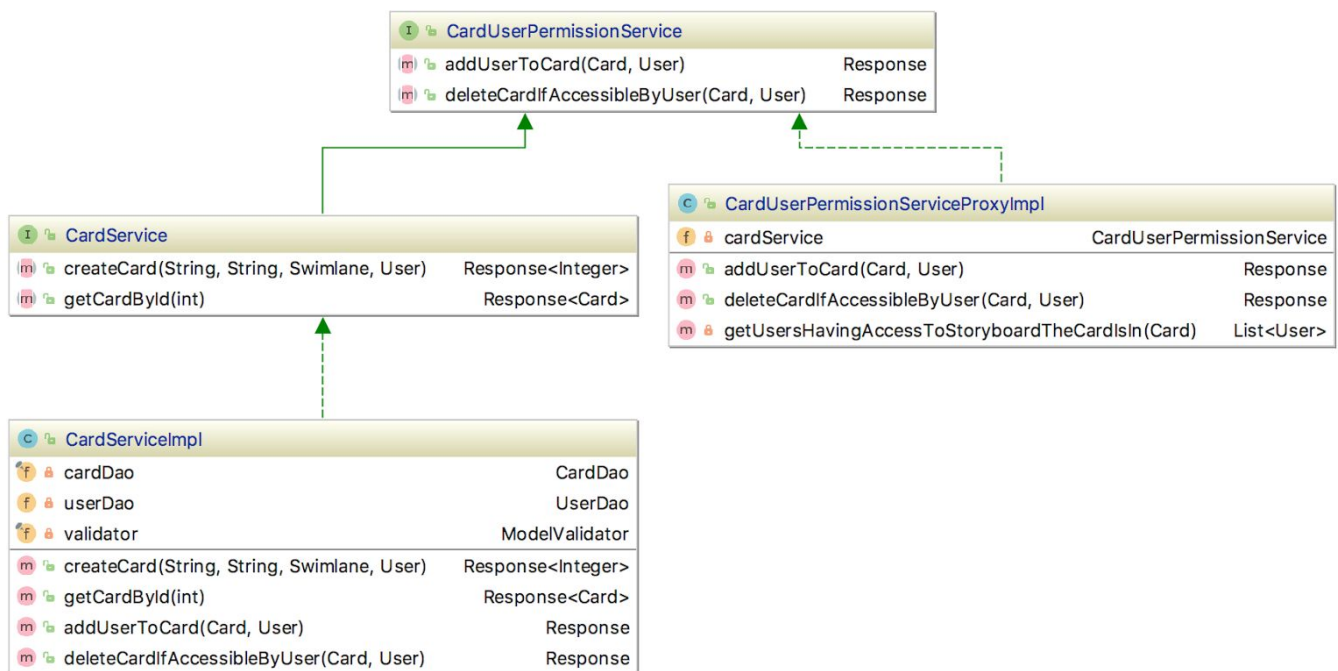 CardUserPermissionService
addUserToCard(Card, User) Response
deleteCardIfAccessibleByUser(Card, User) Response
CardService
createCard(String, String, Swimlane, User) Response<Integer>
getCardById(int) Response<Card>
CardUserPermissionServiceProxyImpl
cardService CardUserPermissionService
addUserToCard(Card, User) Response
deleteCardIfAccessibleByUser(Card, User) Response
getUsersHavingAccessToStoryboardTheCardIsIn(Card) List<User>
CardServiceImpl
cardDao CardDao
userDao UserDao
validator ModelValidator
createCard(String, String, Swimlane, User) Response<Integer>
getCardById(int) Response<Card>
addUserToCard(Card, User) Response
deleteCardIfAccessibleByUser(Card, User) Response